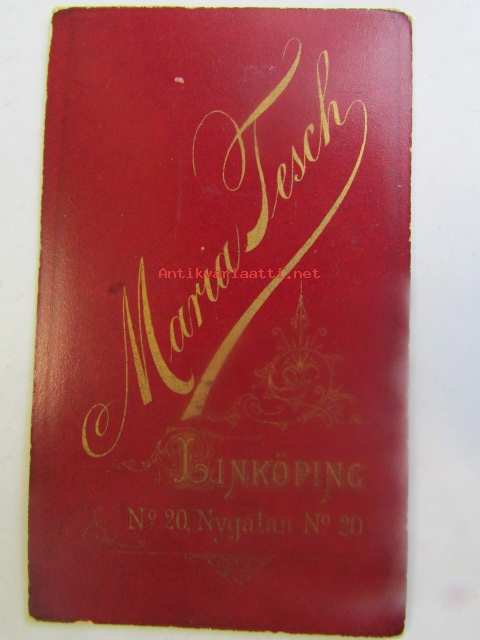 Maria Tesch
Antikvariaatti.net
LINKÖPING
No 20, Nygatan No 20